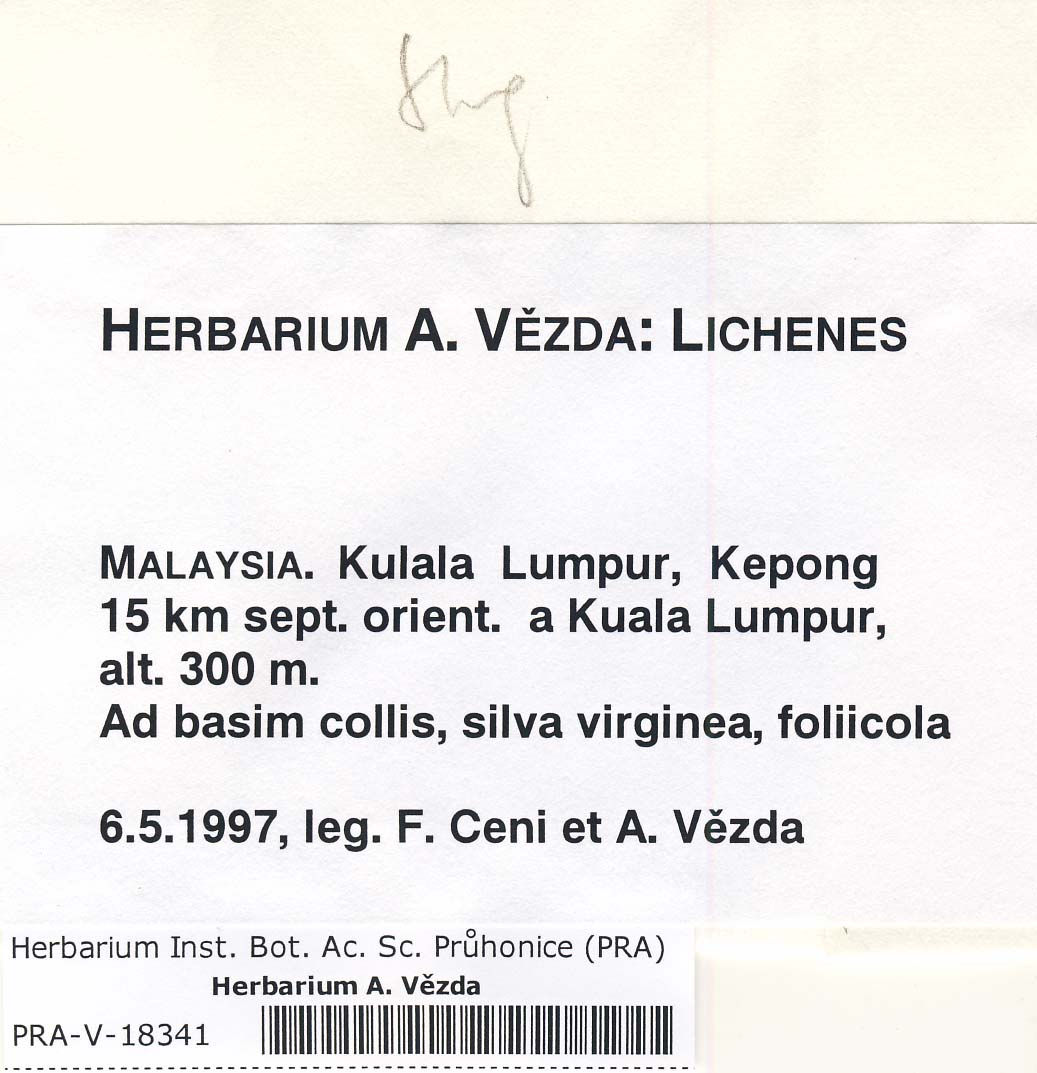 HERBARIUM A. VĚZDA: LICHENES
MALAYSIA. Kulala Lumpur, Kepong
15 km sept. orient. a Kuala Lumpur,
alt. 300 m.
Ad basim collis, silva virginea, foliicola
6.5.1997, leg. F. Ceni et A. Vězda
Herbarium Inst. Bot. Ac. Sc. Průhonice (PRA)
Herbarium A. Vězda
PRA-V-18341